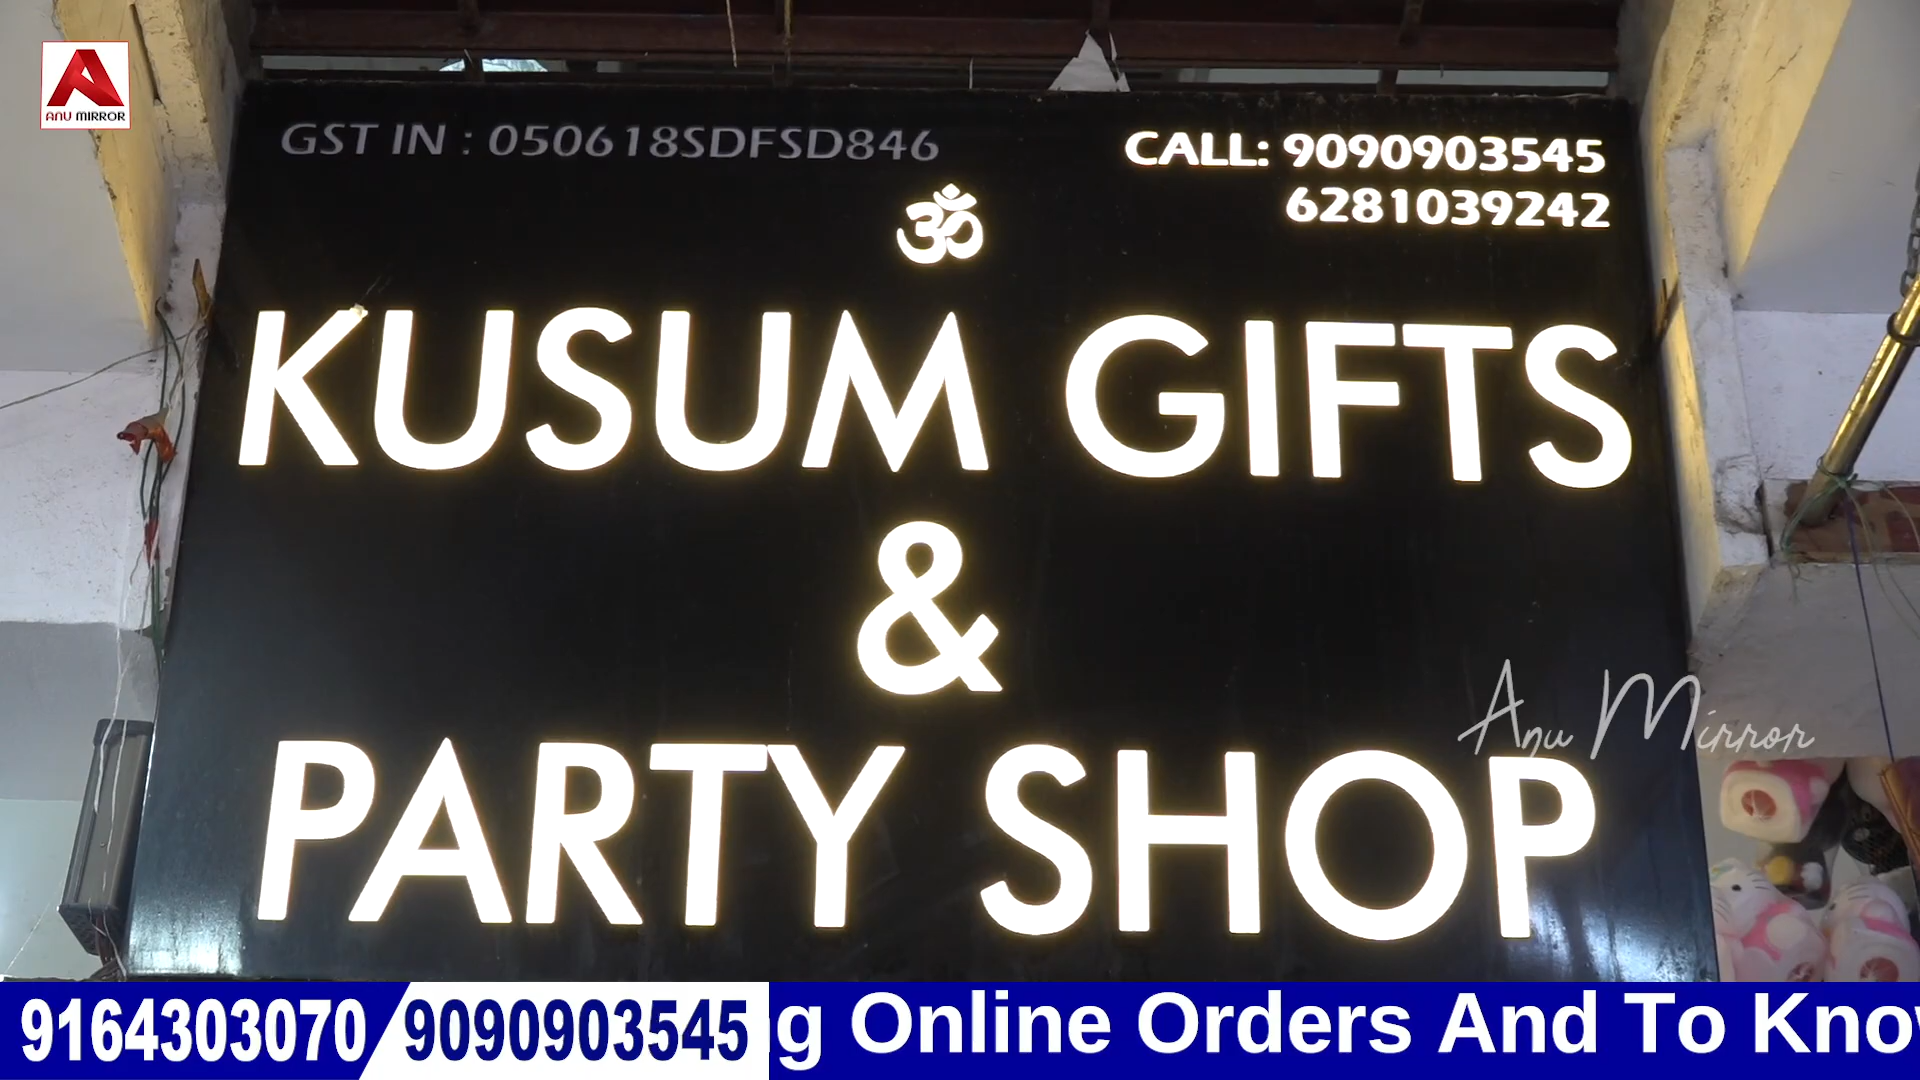 ANU MIRROR
GST IN : 050618SDFSD846
CALL: 9090903545
6281039242
ॐ
KUSUM GIFTS
&
PARTY SHOP
Anu Mirror
9164303070/9090903545
g Online Orders And To Kno